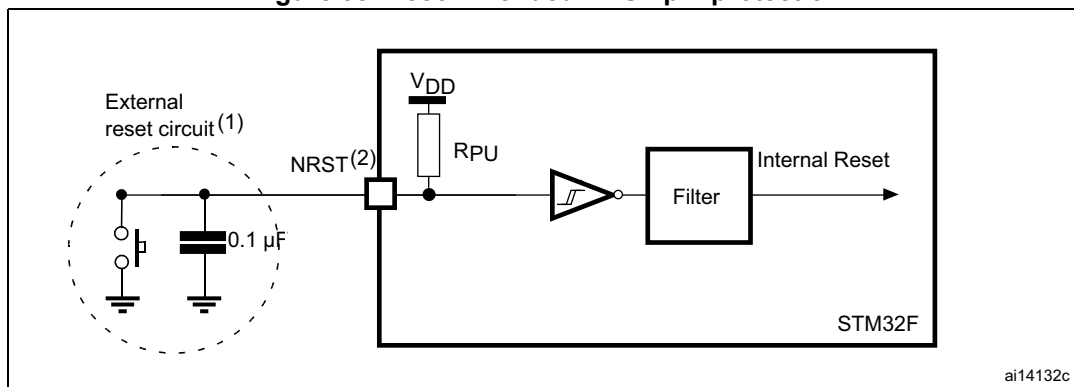 External
reset circuit(1)
NRST(2)
VDD
RPU
0.1 µF
Filter
Internal Reset
STM32F
ai14132c